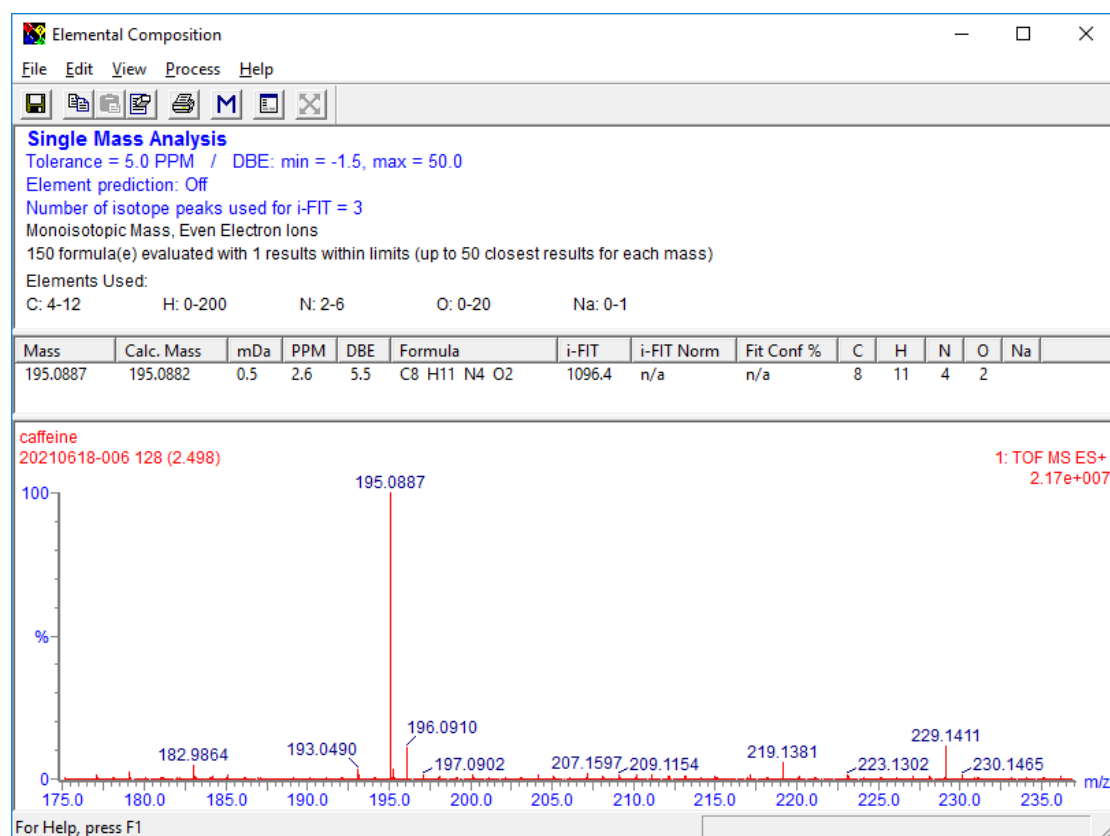 Elemental Composition
File Edit View Process Help
M
Single Mass Analysis
Tolerance = 5.0 PPM / DBE: min = -1.5, max = 50.0
Element prediction: Off
Number of isotope peaks used for i-FIT = 3
Monoisotopic Mass, Even Electron Ions
150 formula(e) evaluated with 1 results within limits (up to 50 closest results for each mass)
Elements Used:
C: 4-12 H: 0-200 N: 2-6 O: 0-20 Na: 0-1
Mass Calc. Mass mDa PPM DBE Formula i-FIT i-FIT Norm Fit Conf % C H N O Na
195.0887 195.0882 0.5 2.6 5.5 C8 H11 N4 O2 1096.4 n/a n/a 8 11 4 2
caffeine
20210618-006 128 (2.498) 1: TOF MS ES+
2.17e+007
195.0887
100
%
196.0910
229.1411
182.9864 193.0490 219.1381
197.0902 207.1597 209.1154 223.1302 230.1465
0
175.0 180.0 185.0 190.0 195.0 200.0 205.0 210.0 215.0 220.0 225.0 230.0 235.0 m/z
For Help, press F1